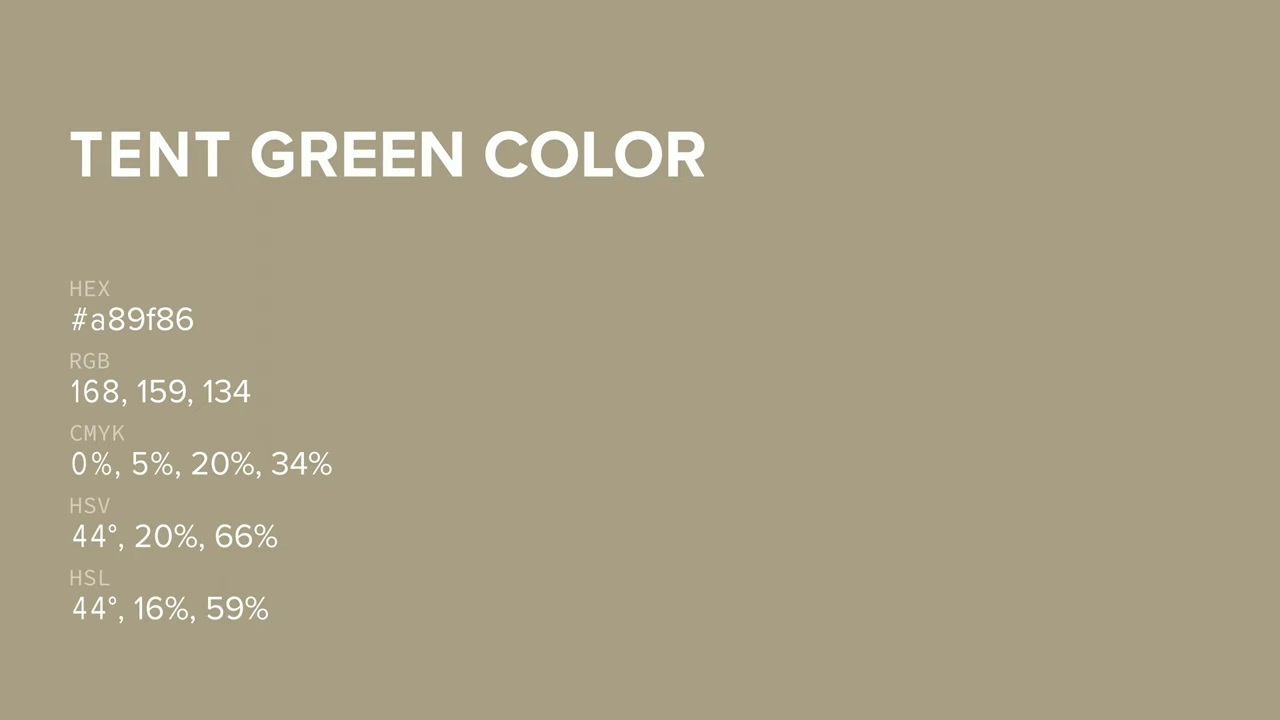 TENT GREEN COLOR
HEX
#a89f86
RGB
168, 159, 134
CMYK
0%, 5%, 20%, 34%
HSV
44°, 20%, 66%
HSL
44°, 16%, 59%